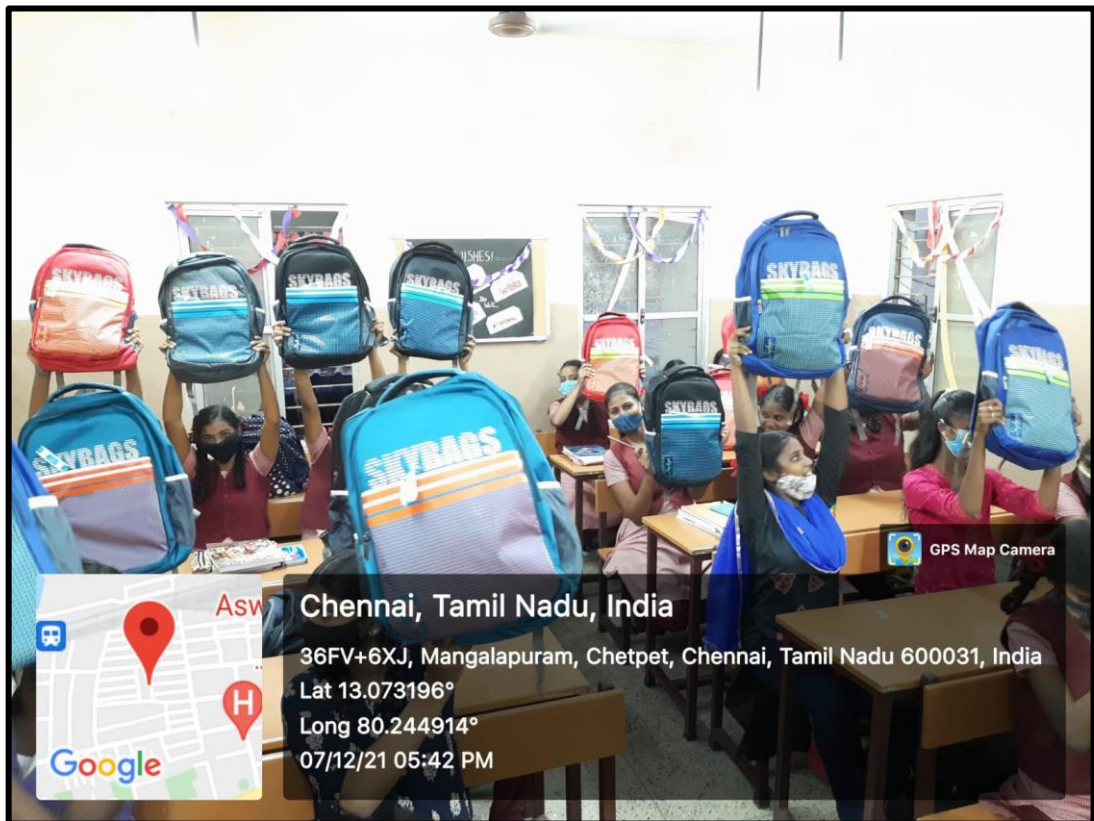 SKYBAGS
SKYBAGS
SKYBAGS
SKYBAGS
SKYBAGS
SKYBAGS
SKYBAGS
SKYBAGS
SKYBAGS
SKYBAGS
SKYBAGS
SKYBAGS
GPS Map Camera
Asw
H
Google
Chennai, Tamil Nadu, India
36FV+6XJ, Mangalapuram, Chetpet, Chennai, Tamil Nadu 600031, India
Lat 13.073196°
Long 80.244914°
07/12/21 05:42 PM